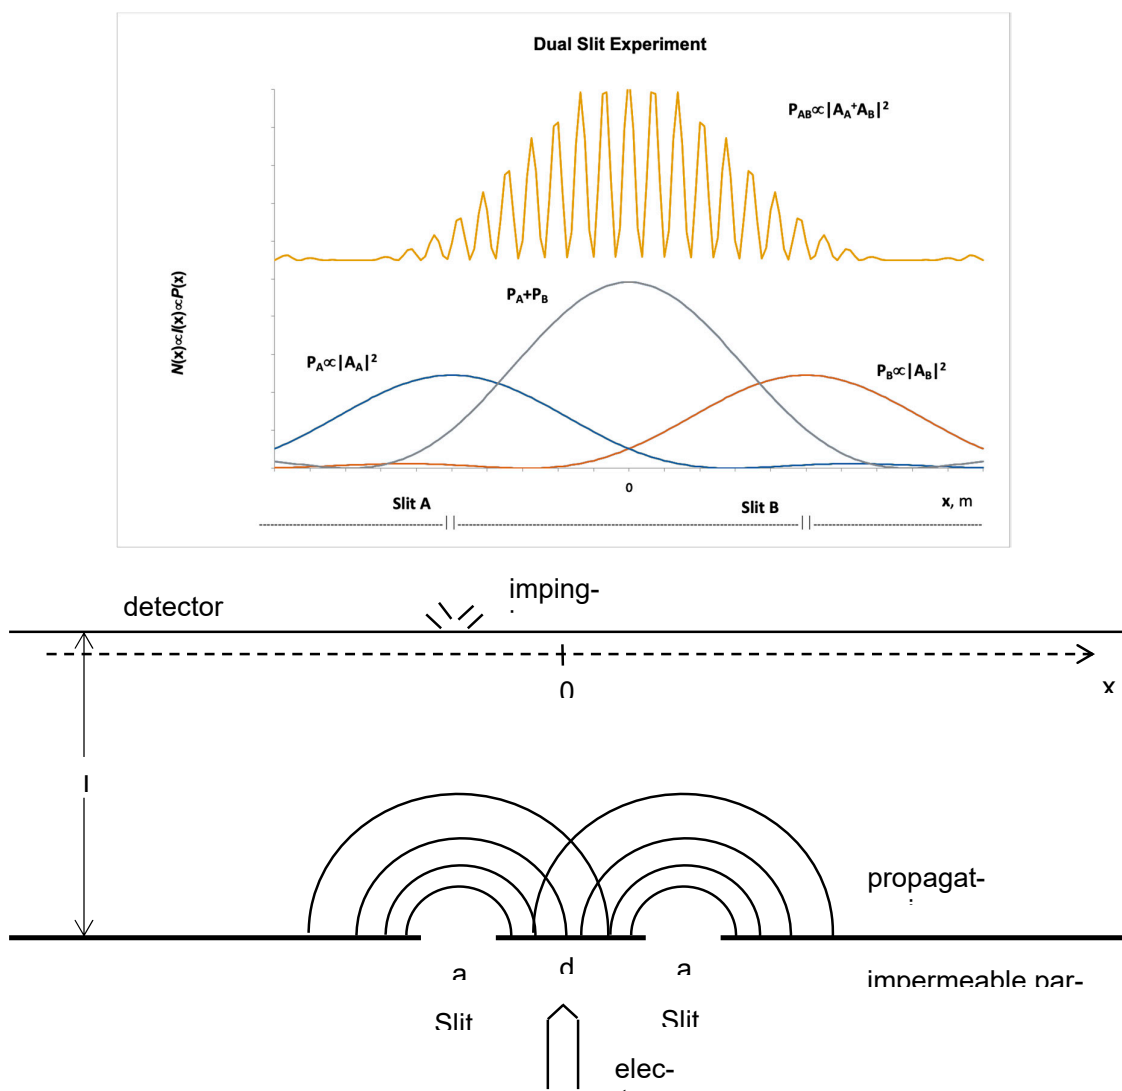 Dual Slit Experiment
P_AB∝|A_A+A_B|²
N(x)∝I(x)∝P(x)
P_A+P_B
P_A∝|A_A|²
P_B∝|A_B|²
0
Slit A
Slit B
x, m
imping-
detector
0
x
l
propagat-
a
d
a
impermeable par-
Slit
Slit
elec-